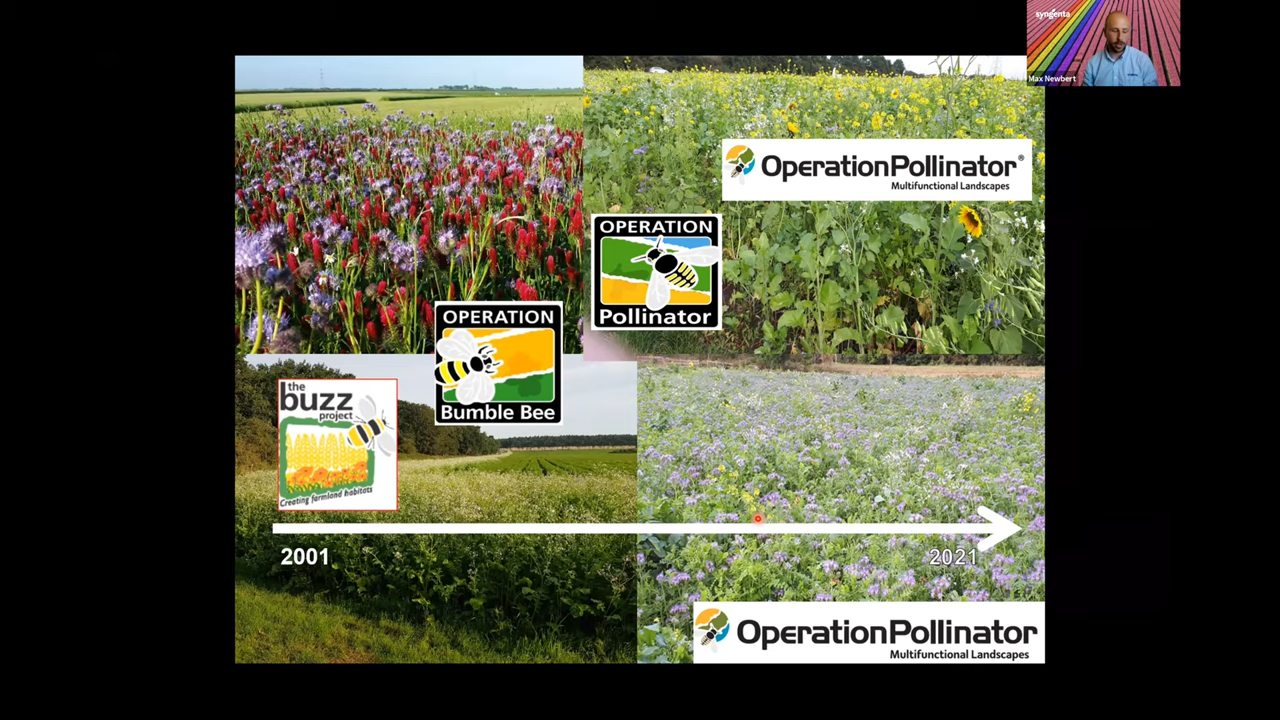 syngenta
Max Newbert
OperationPollinator®
Multifunctional Landscapes
OPERATION
Pollinator
OPERATION
Bumble Bee
the
buzz
project
Creating farmland habitats
2001
2021
OperationPollinator
Multifunctional Landscapes